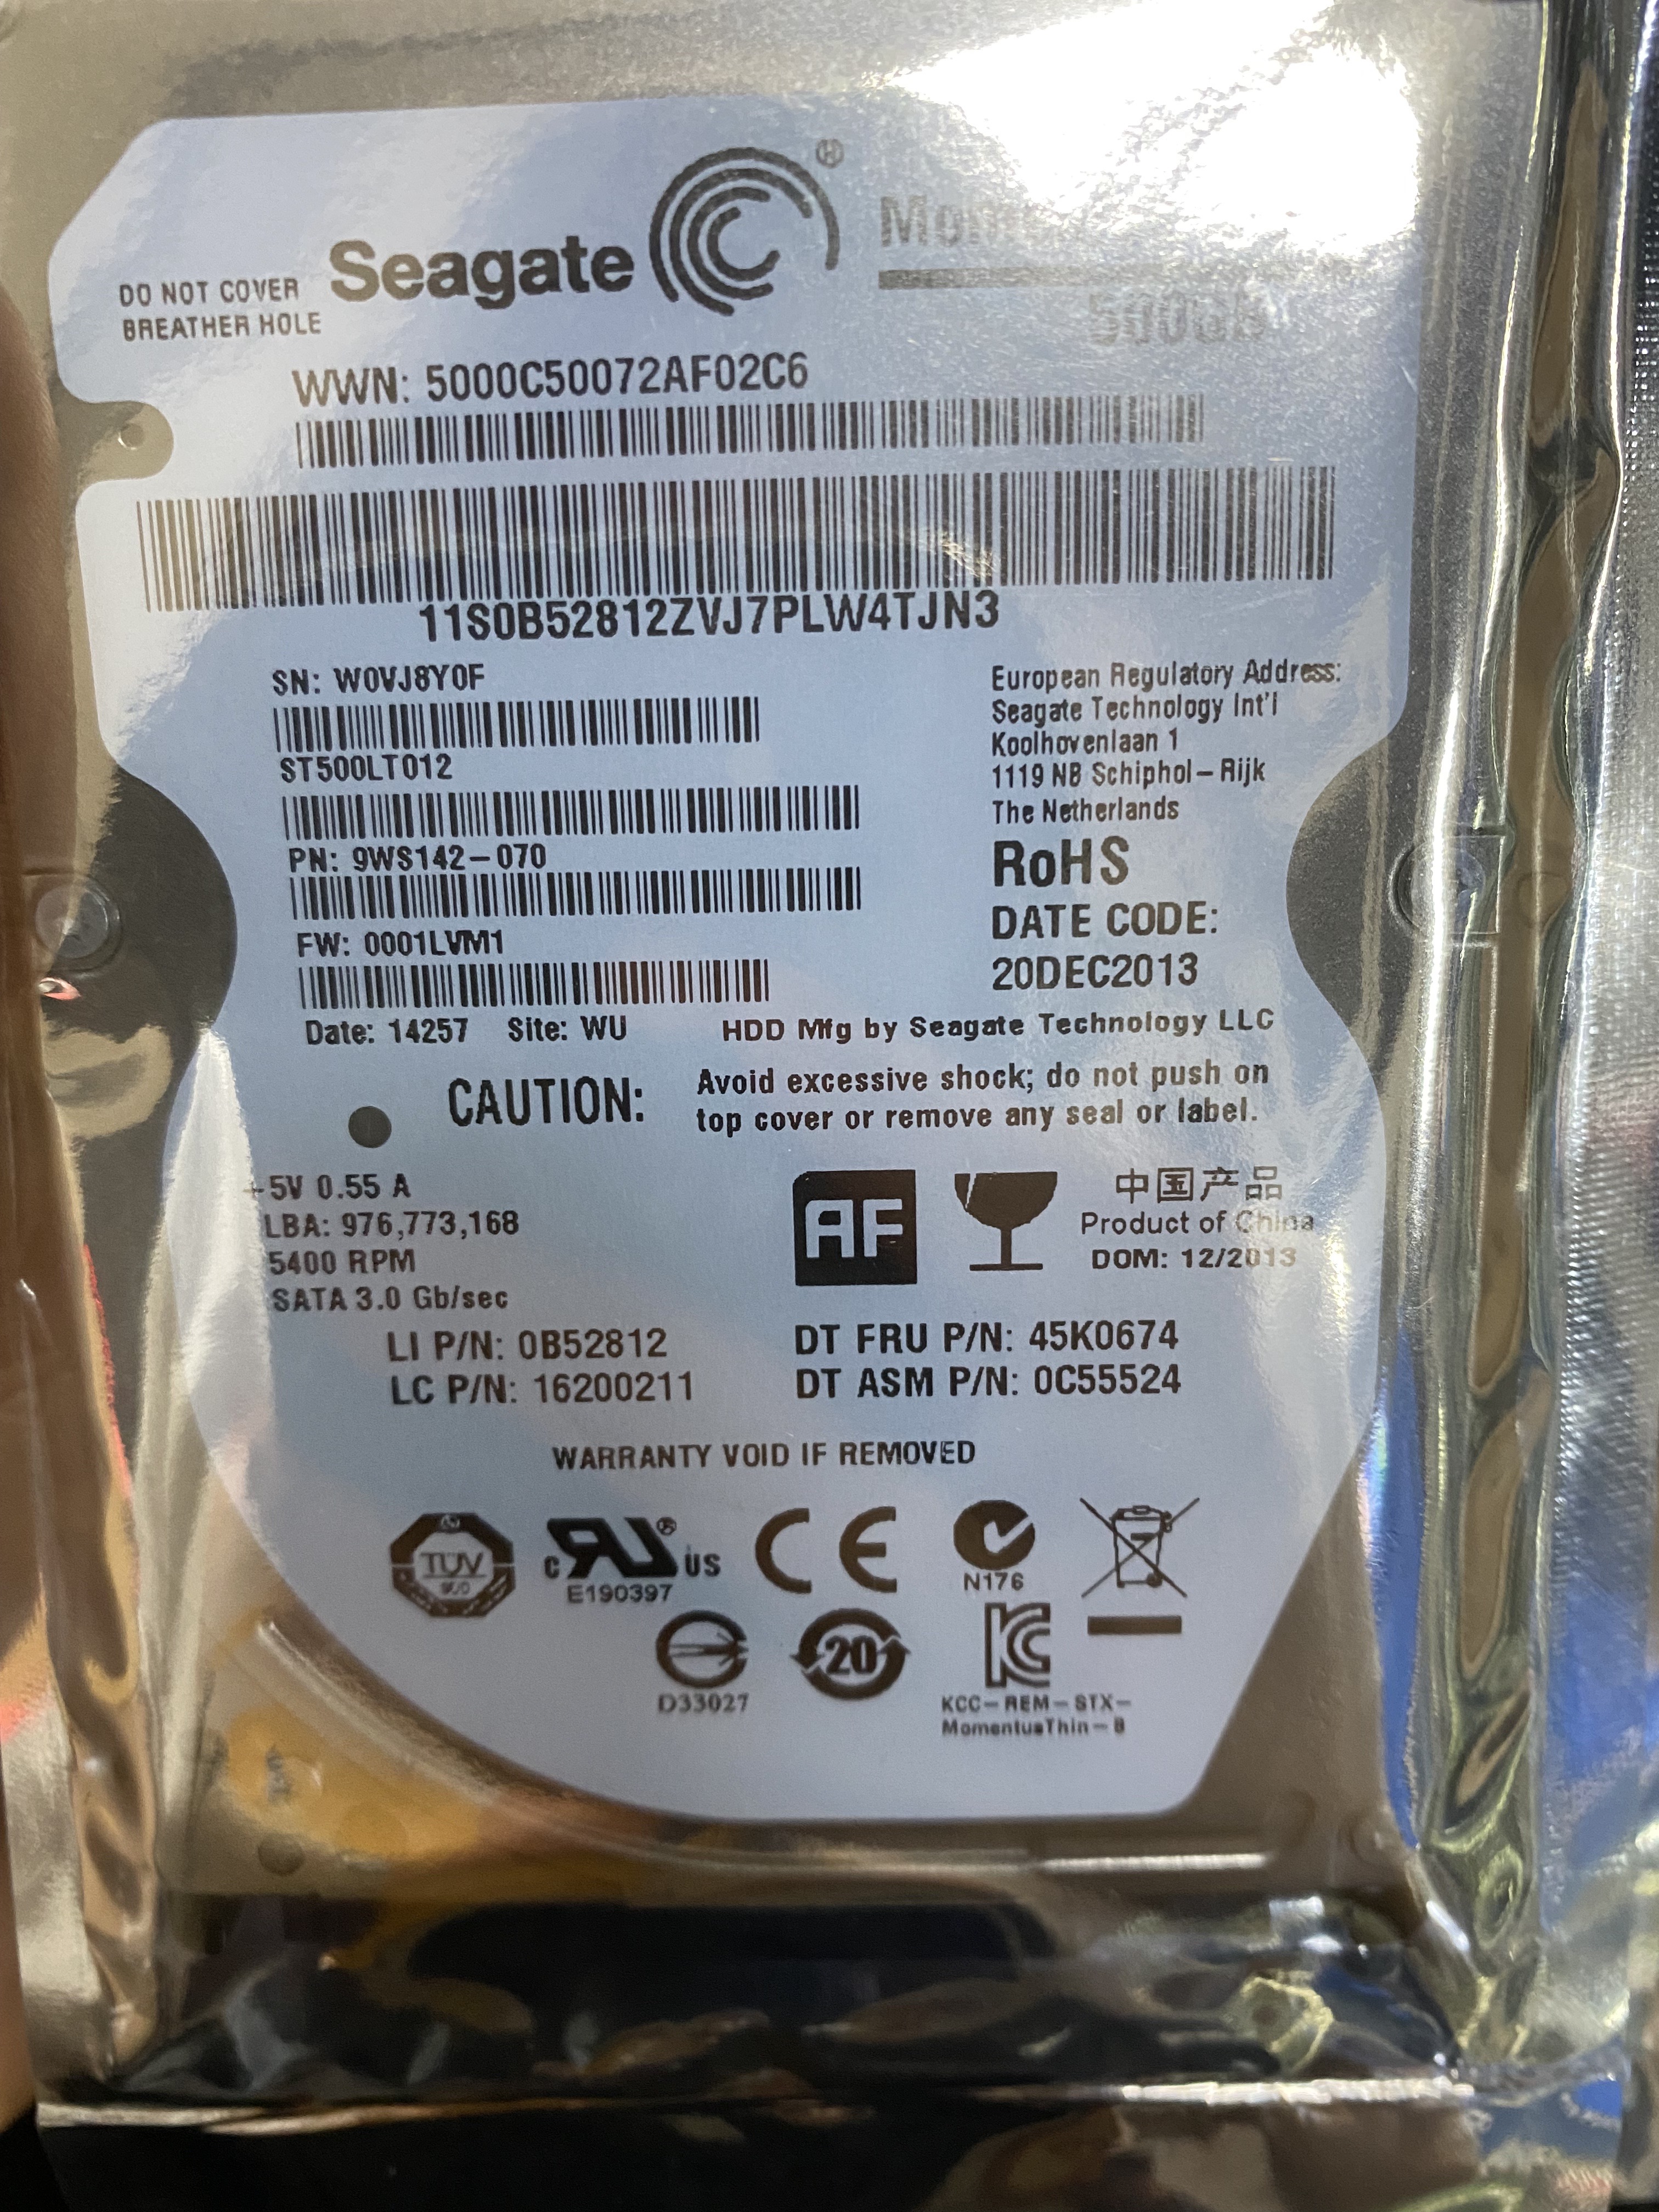 Seagate ®
DO NOT COVER
BREATHER HOLE
500GB
WWN: 5000C50072AF02C6
11S0B52812ZVJ7PLW4TJN3
SN: W0VJ8Y0F
ST500LT012
PN: 9WS142-070
FW: 0001LVM1
Date: 14257 Site: WU
European Regulatory Address:
Seagate Technology Int'l
Koolhovenlaan 1
1119 NB Schiphol-Rijk
The Netherlands
RoHS
DATE CODE:
20DEC2013
HDD Mfg by Seagate Technology LLC
CAUTION:
Avoid excessive shock; do not push on
top cover or remove any seal or label.
+5V 0.55 A
LBA: 976,773,168
5400 RPM
SATA 3.0 Gb/sec
AF
中国产品
Product of China
DOM: 12/2013
LI P/N: 0B52812
LC P/N: 16200211
DT FRU P/N: 45K0674
DT ASM P/N: 0C55524
WARRANTY VOID IF REMOVED
TUV
c RU ® US
E190397
CE
N176
D33027
20
KC
KCC-REM-STX-
MomentusThin-B